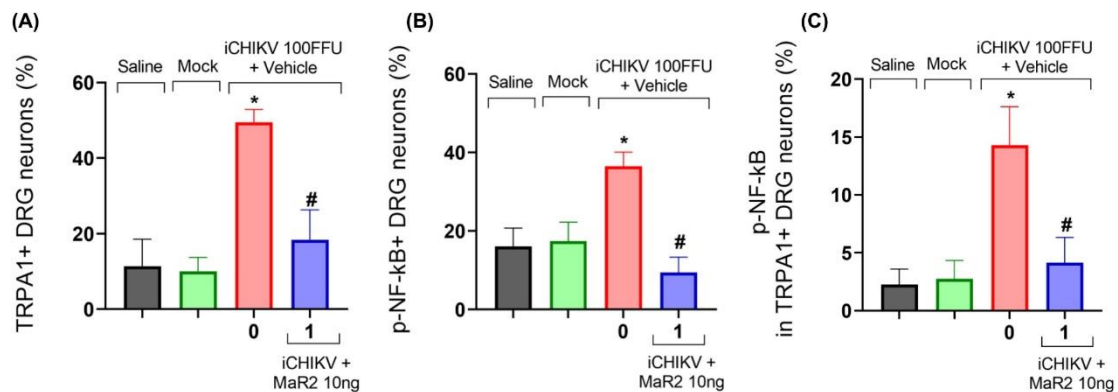 (A)
TRPA1+ DRG neurons (%)
60
40
20
0
Saline
Mock
iCHIKV 100FFU
+ Vehicle
*
#
0
1
iCHIKV +
MaR2 10ng
(B)
p-NF-kB+ DRG neurons (%)
60
40
20
0
Saline
Mock
iCHIKV 100FFU
+ Vehicle
*
#
0
1
iCHIKV +
MaR2 10ng
(C)
p-NF-kB
in TRPA1+ DRG neurons (%)
20
15
10
5
0
Saline
Mock
iCHIKV 100FFU
+ Vehicle
*
#
0
1
iCHIKV +
MaR2 10ng